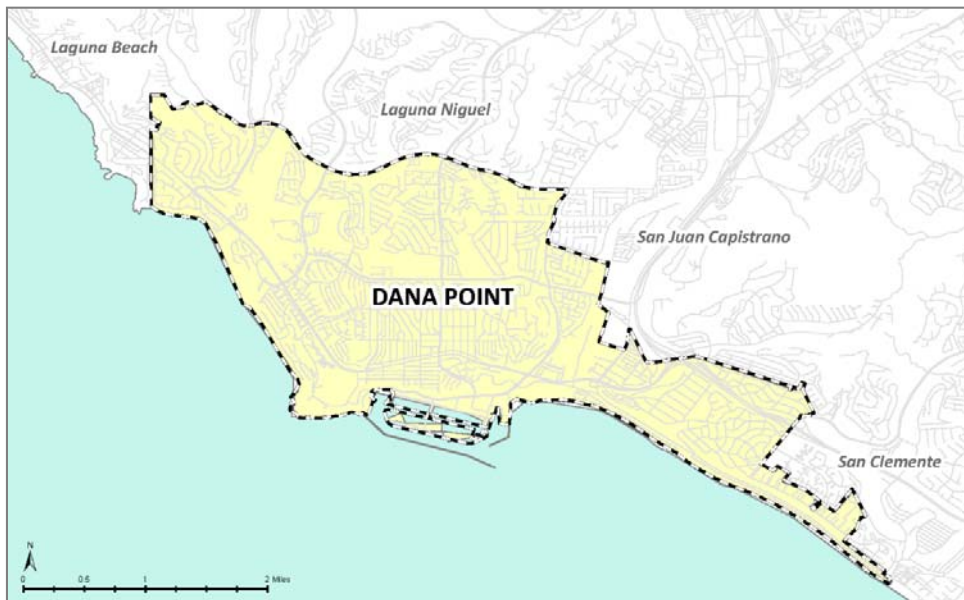 Laguna Beach
Laguna Niguel
San Juan Capistrano
DANA POINT
San Clemente
N
0 0.5 1 2 Miles